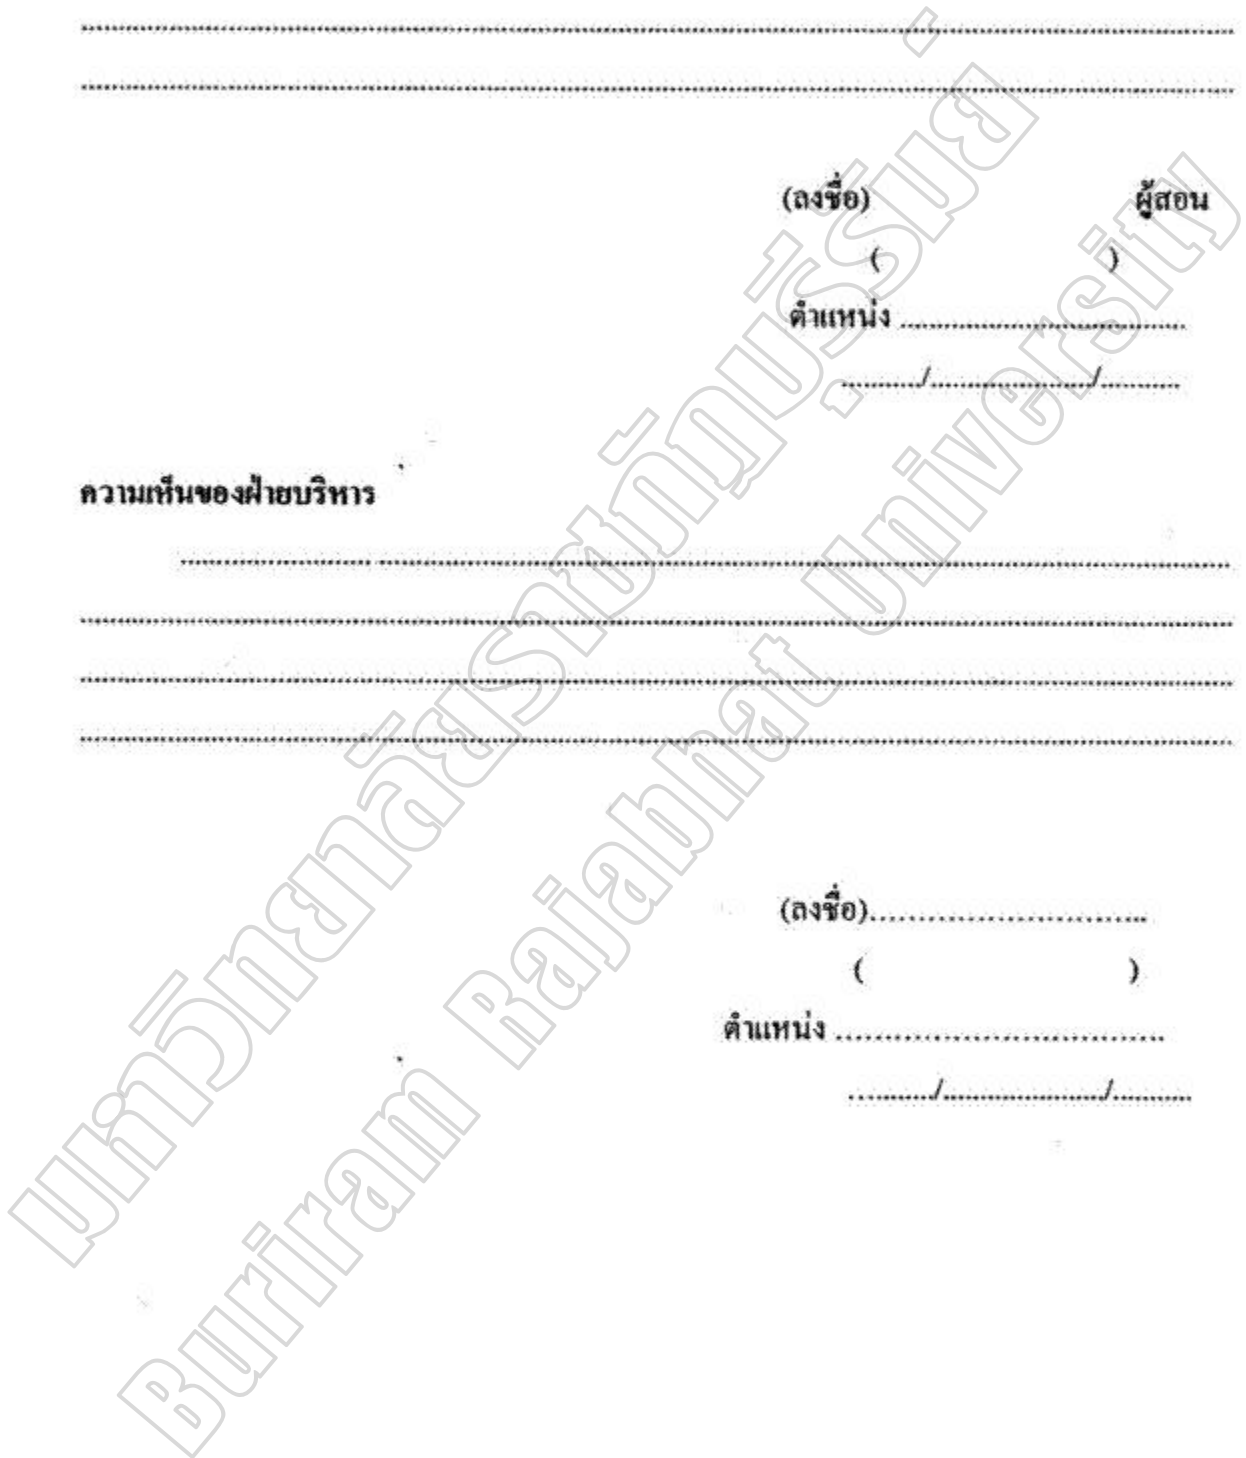 ................................................................................
................................................................................
(ลงชื่อ) ผู้สอน
( )
ตำแหน่ง ........................................
.........../......................./...........
ความเห็นของฝ่ายบริหาร
................................................................................
................................................................................
................................................................................
................................................................................
(ลงชื่อ)................................
( )
ตำแหน่ง ................................
.........../......................./...........
มหาวิทยาลัยราชภัฏบุรีรัมย์
Buriram Rajabhat University